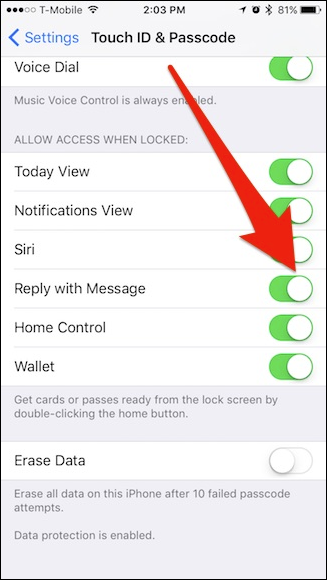 T-Mobile 2:03 PM 81%
Settings Touch ID & Passcode
Voice Dial
Music Voice Control is always enabled.
ALLOW ACCESS WHEN LOCKED:
Today View
Notifications View
Siri
Reply with Message
Home Control
Wallet
Get cards or passes ready from the lock screen by
double-clicking the home button.
Erase Data
Erase all data on this iPhone after 10 failed passcode
attempts.
Data protection is enabled.